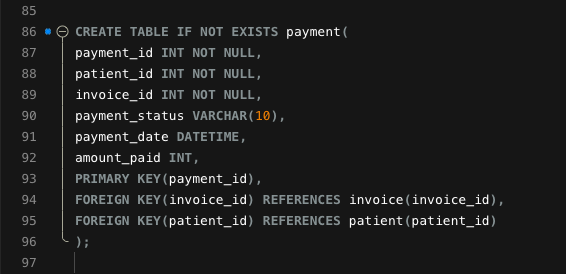 85
86 CREATE TABLE IF NOT EXISTS payment(
87 payment_id INT NOT NULL,
88 patient_id INT NOT NULL,
89 invoice_id INT NOT NULL,
90 payment_status VARCHAR(10),
91 payment_date DATETIME,
92 amount_paid INT,
93 PRIMARY KEY(payment_id),
94 FOREIGN KEY(invoice_id) REFERENCES invoice(invoice_id),
95 FOREIGN KEY(patient_id) REFERENCES patient(patient_id)
96 );
97